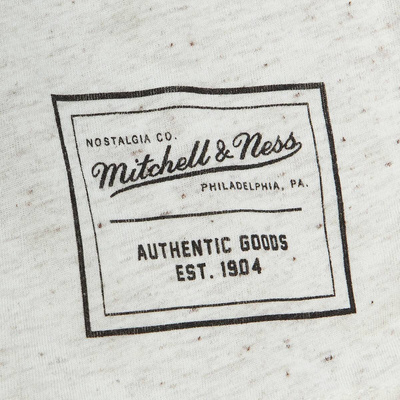 NOSTALGIA CO.
Mitchell & Ness
PHILADELPHIA, PA.
AUTHENTIC GOODS
EST. 1904